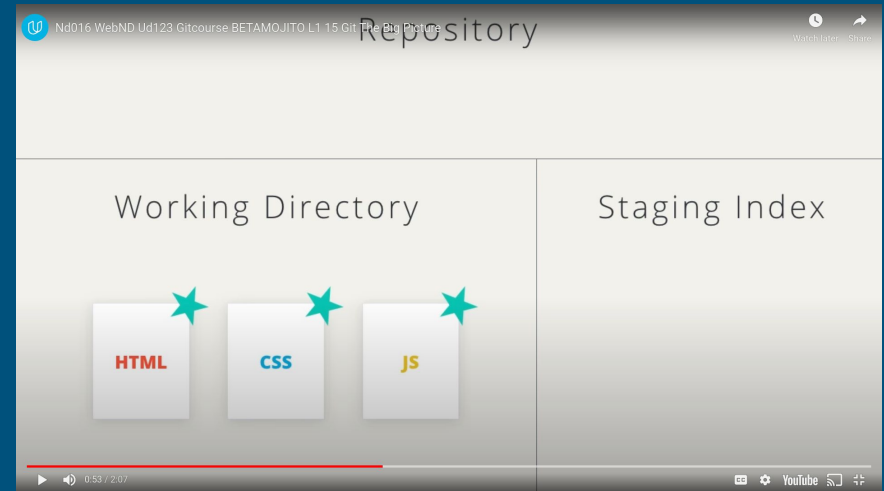 Nd016 WebND Ud123 Gitcourse BETAMOJITO L1 15 Git The Big Picture
Repository
Watch later
Share
Working Directory
Staging Index
HTML
CSS
JS
0:53 / 2:07
CC
YouTube